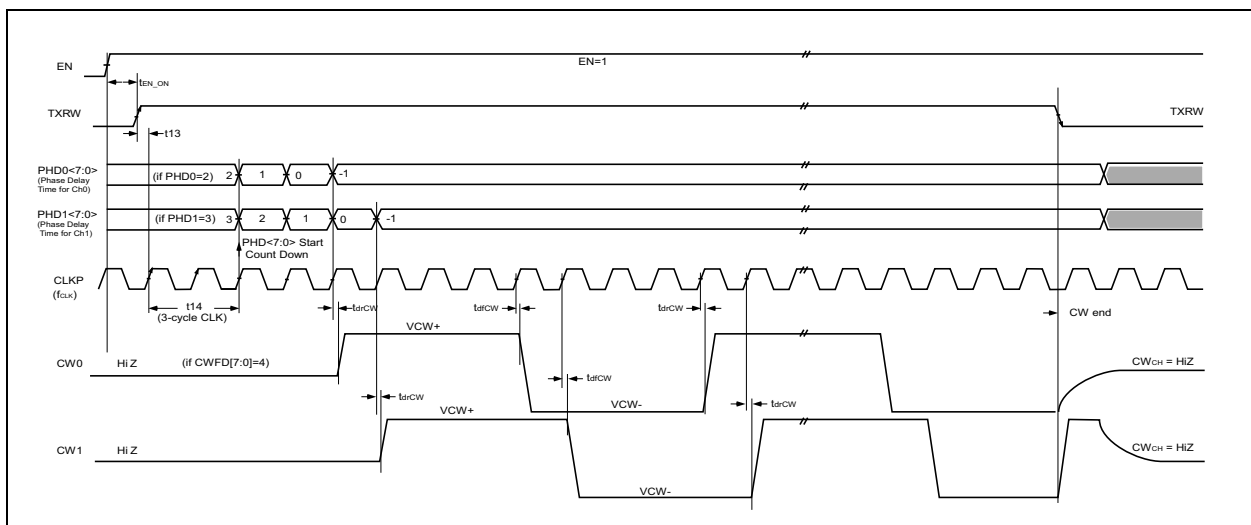 EN
EN=1
tEN_ON
TXRW
TXRW
t13
PHD0<7:0>
(Phase Delay
Time for Ch0)
(if PHD0=2)
2
1
0
-1
PHD1<7:0>
(Phase Delay
Time for Ch1)
(if PHD1=3)
3
2
1
0
-1
PHD<7:0> Start
Count Down
CLKP
(fCLK)
t14
(3-cycle CLK)
tdrCW
tdfCW
tdrCW
CW end
VCW+
CW0
Hi Z
(if CWFD[7:0]=4)
tdfCW
CWCH = HiZ
tdrCW
VCW+
VCW-
tdrCW
CW1
Hi Z
CWCH = HiZ
VCW-